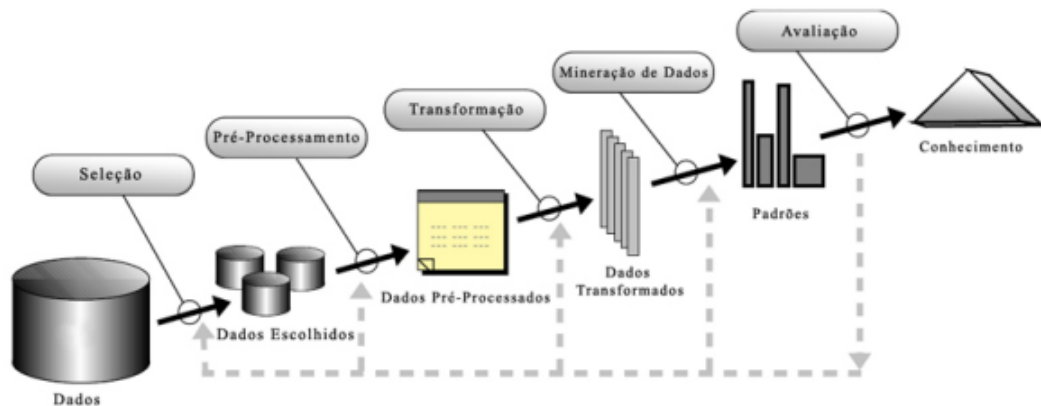 Avaliação
Mineração de Dados
Transformação
Pré-Processamento
Seleção
Conhecimento
Padrões
Dados
Transformados
Dados Pré-Processados
Dados Escolhidos
Dados